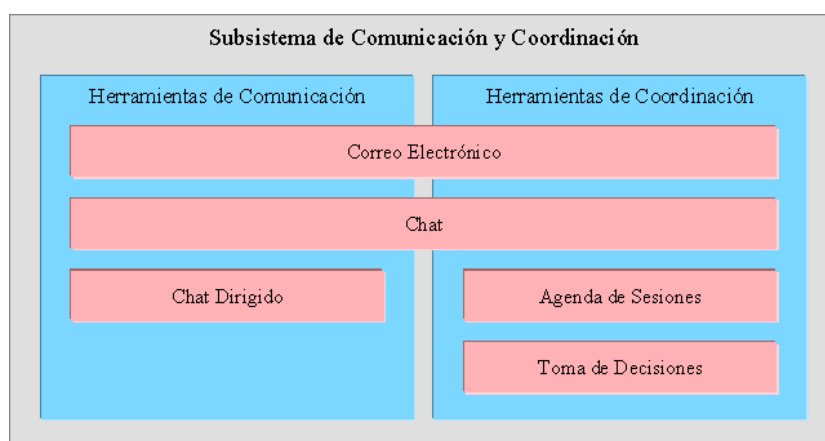 Subsistema de Comunicación y Coordinación
Herramientas de Comunicación
Herramientas de Coordinación
Correo Electrónico
Chat
Chat Dirigido
Agenda de Sesiones
Toma de Decisiones